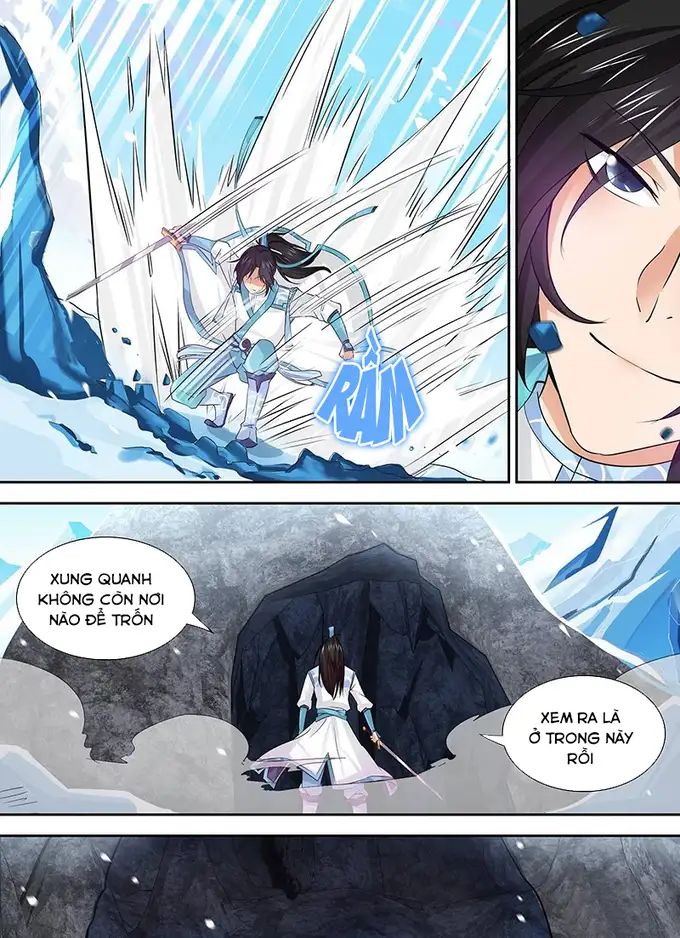 RẦM
XUNG QUANH
KHÔNG CÒN NƠI
NÀO ĐỂ TRỐN
XEM RA LÀ
Ở TRONG NÀY
RỒI